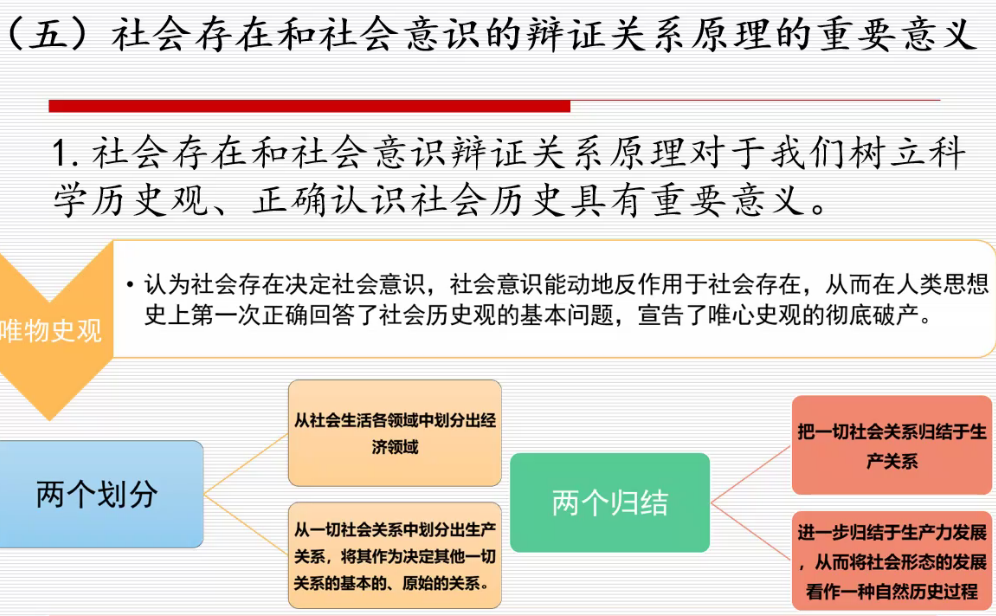 （五）社会存在和社会意识的辩证关系原理的重要意义
1.社会存在和社会意识辩证关系原理对于我们树立科
学历史观、正确认识社会历史具有重要意义。
唯物史观
•认为社会存在决定社会意识，社会意识能动地反作用于社会存在，从而在人类思想
史上第一次正确回答了社会历史观的基本问题，宣告了唯心史观的彻底破产。
两个划分
从社会生活各领域中划分出经
济领域
从一切社会关系中划分出生产
关系，将其作为决定其他一切
关系的基本的、原始的关系。
两个归结
把一切社会关系归结于生
产关系
进一步归结于生产力发展
，从而将社会形态的发展
看作一种自然历史过程